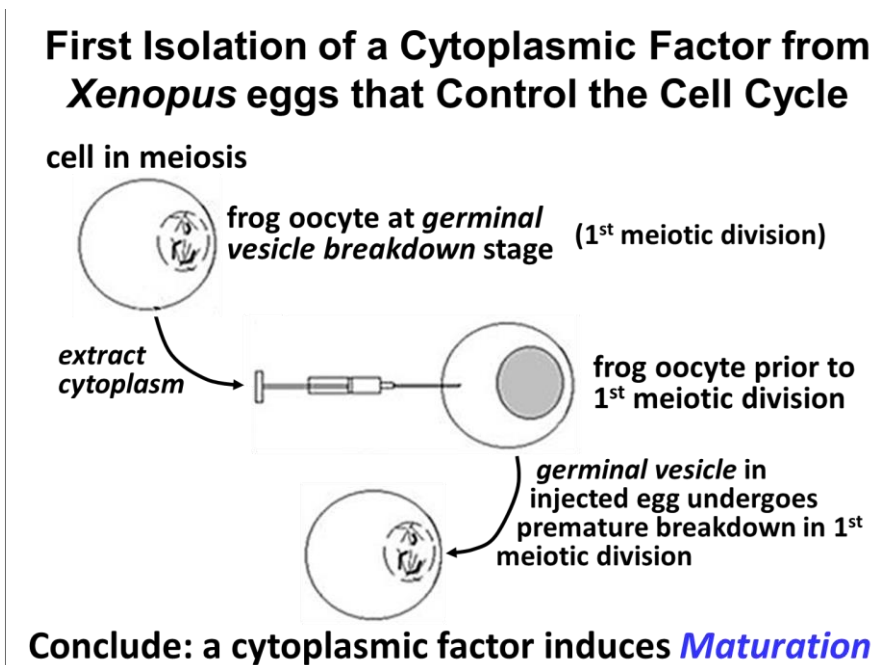 First Isolation of a Cytoplasmic Factor from
Xenopus eggs that Control the Cell Cycle
cell in meiosis
frog oocyte at germinal
vesicle breakdown stage
(1st meiotic division)
extract
cytoplasm
frog oocyte prior to
1st meiotic division
germinal vesicle in
injected egg undergoes
premature breakdown in 1st
meiotic division
Conclude: a cytoplasmic factor induces Maturation